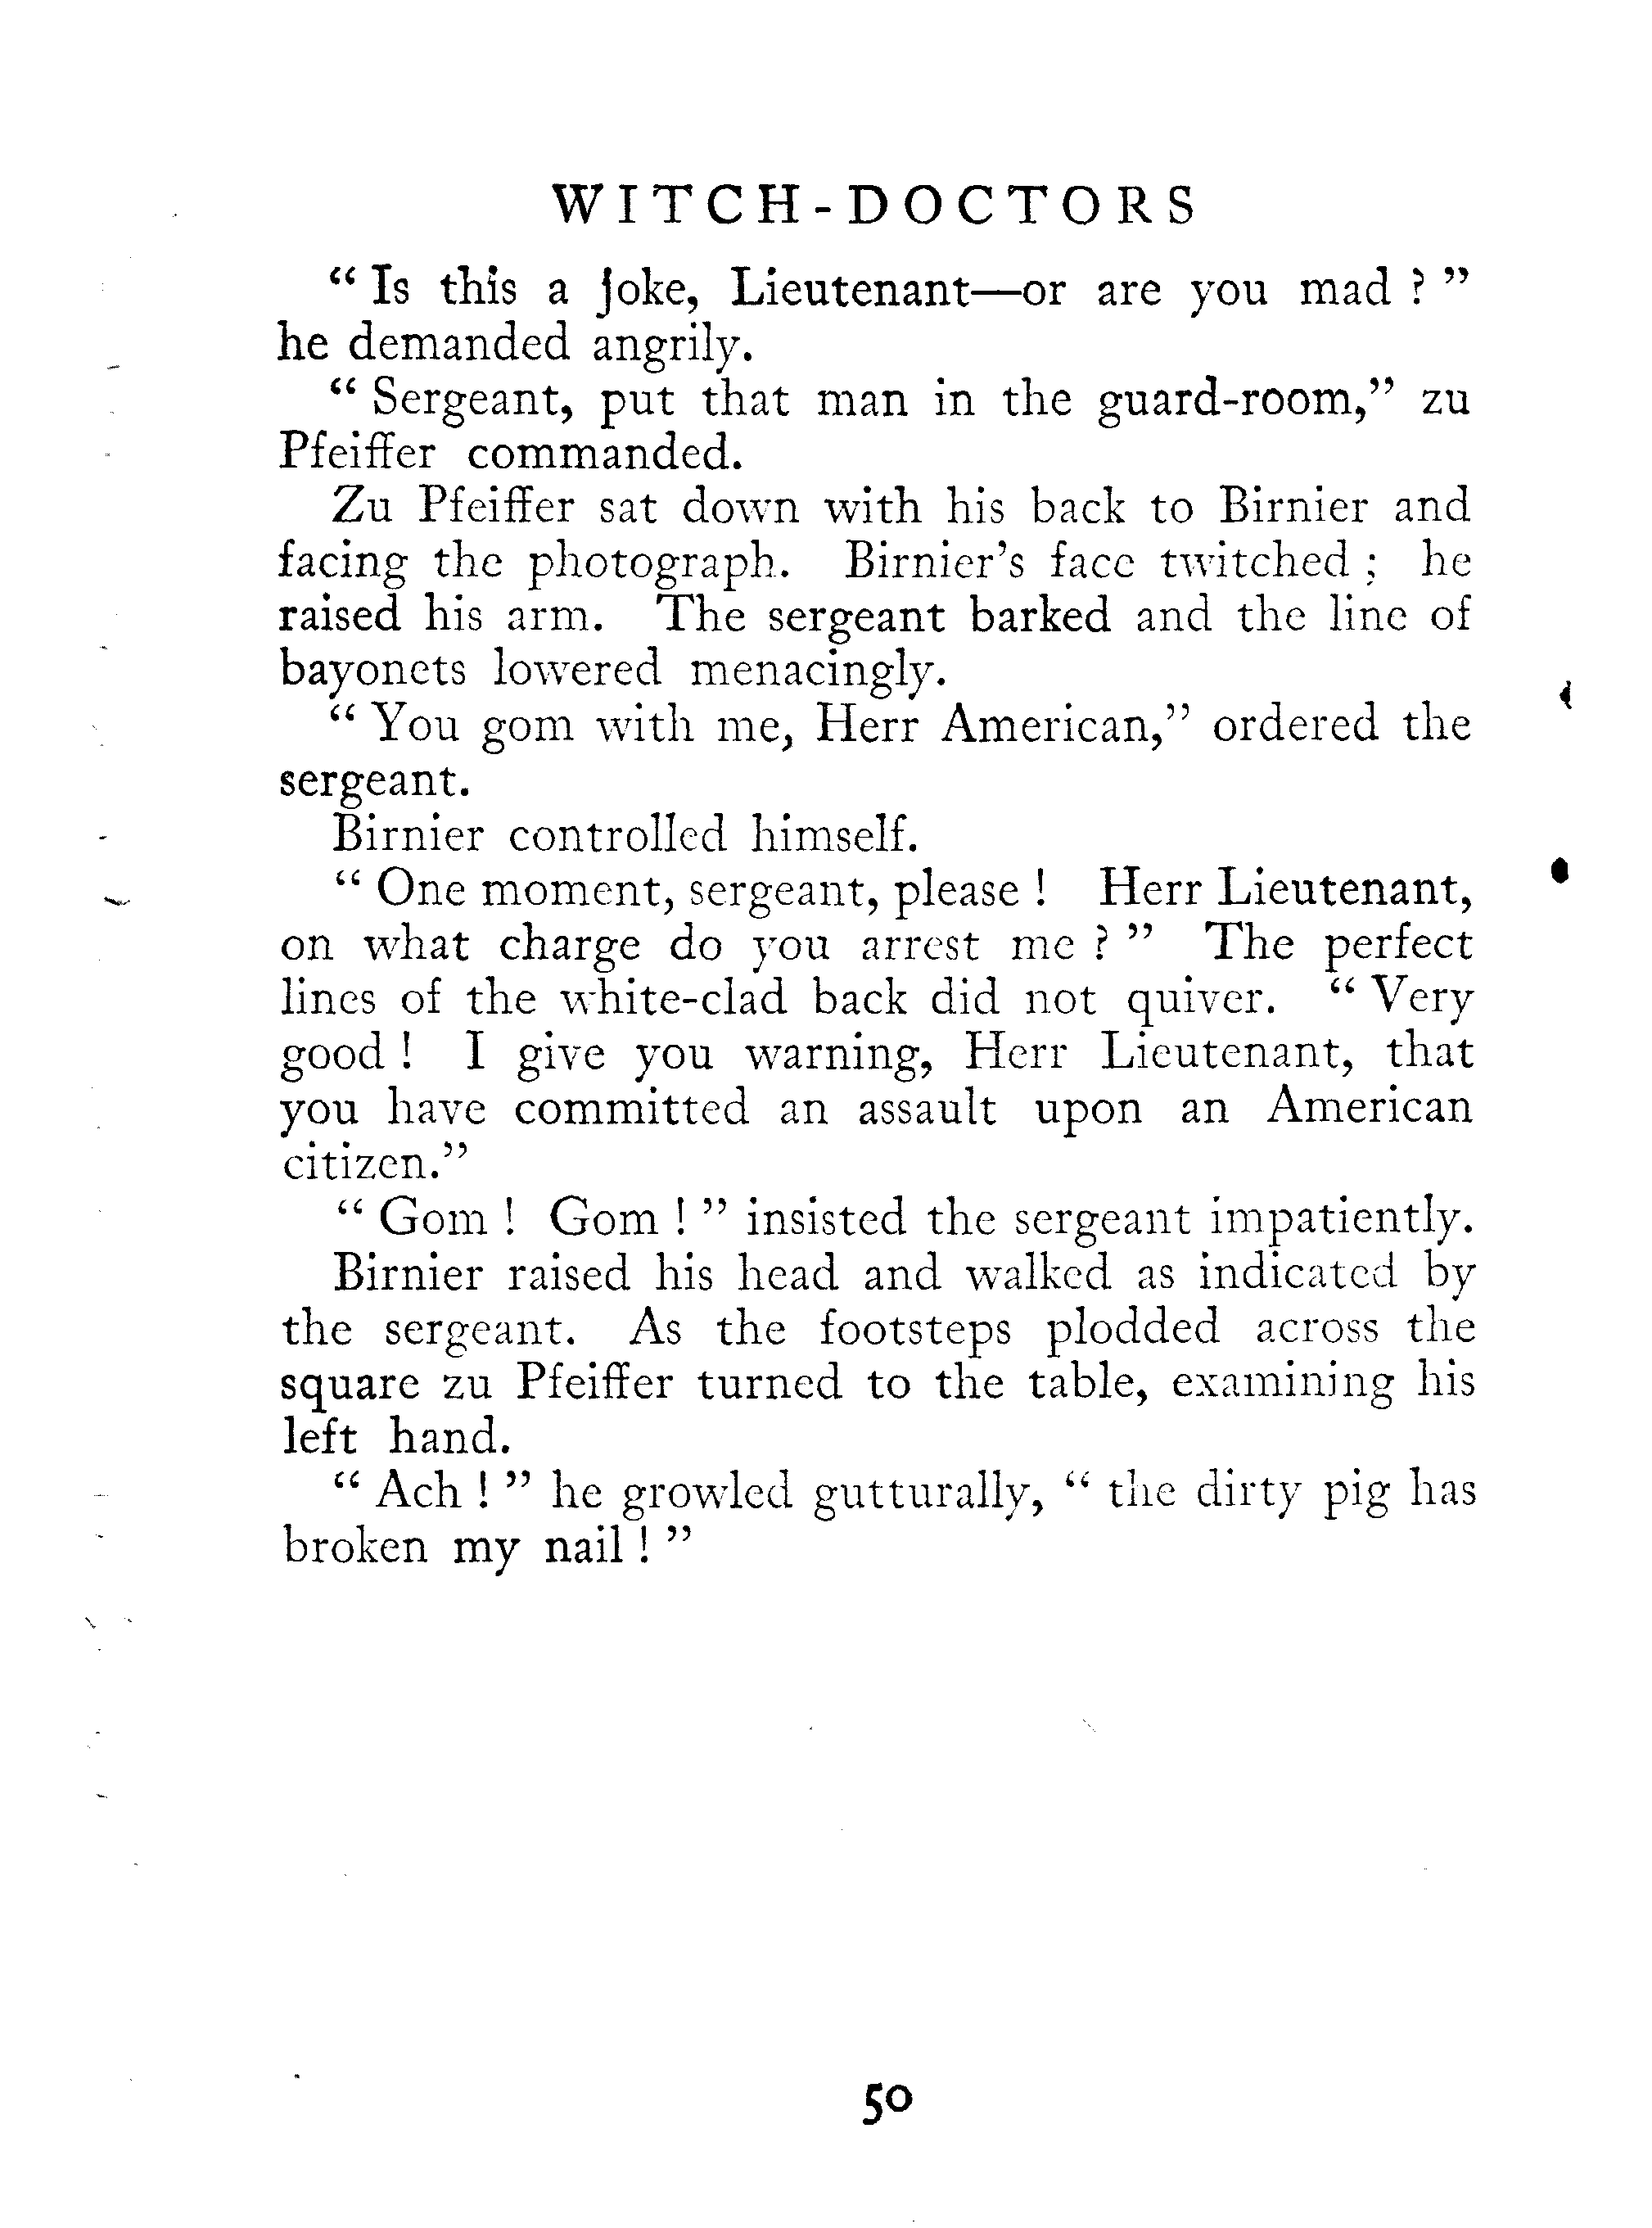 WITCH-DOCTORS
“ Is this a joke, Lieutenant—or are you mad ? ”
he demanded angrily.
“ Sergeant, put that man in the guard-room,” zu
Pfeiffer commanded.
Zu Pfeiffer sat down with his back to Birnier and
facing the photograph. Birnier’s face twitched ; he
raised his arm. The sergeant barked and the line of
bayonets lowered menacingly.
“ You gom with me, Herr American,” ordered the
sergeant.
Birnier controlled himself.
“ One moment, sergeant, please ! Herr Lieutenant,
on what charge do you arrest me ? ” The perfect
lines of the white-clad back did not quiver. “ Very
good ! I give you warning, Herr Lieutenant, that
you have committed an assault upon an American
citizen.”
“ Gom ! Gom ! ” insisted the sergeant impatiently.
Birnier raised his head and walked as indicated by
the sergeant. As the footsteps plodded across the
square zu Pfeiffer turned to the table, examining his
left hand.
“ Ach ! ” he growled gutturally, “ the dirty pig has
broken my nail ! ”
50